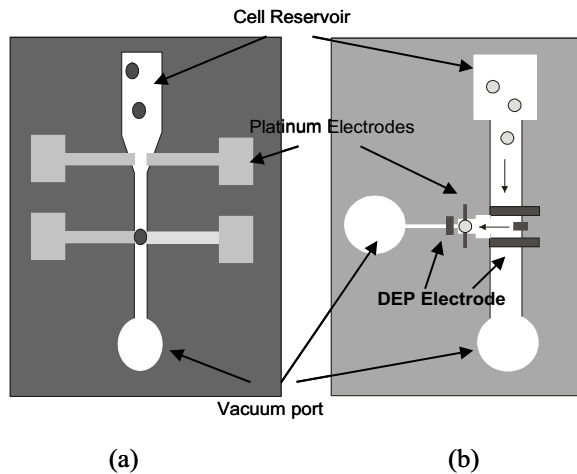 Cell Reservoir
Platinum Electrodes
DEP Electrode
Vacuum port
(a)
(b)